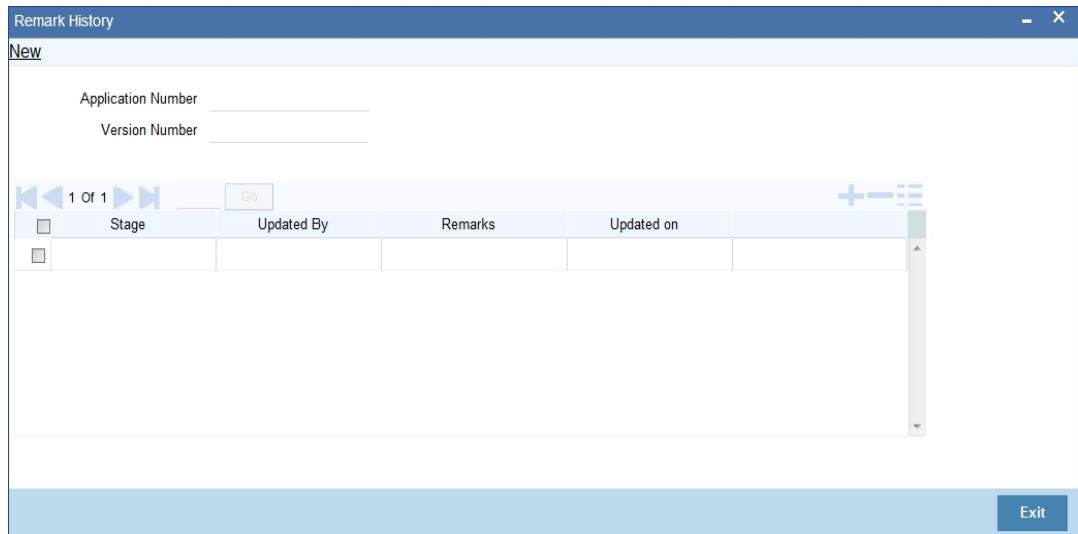 Remark History
New
Application Number
Version Number
1 Of 1 Go
Stage Updated By Remarks Updated on
Exit